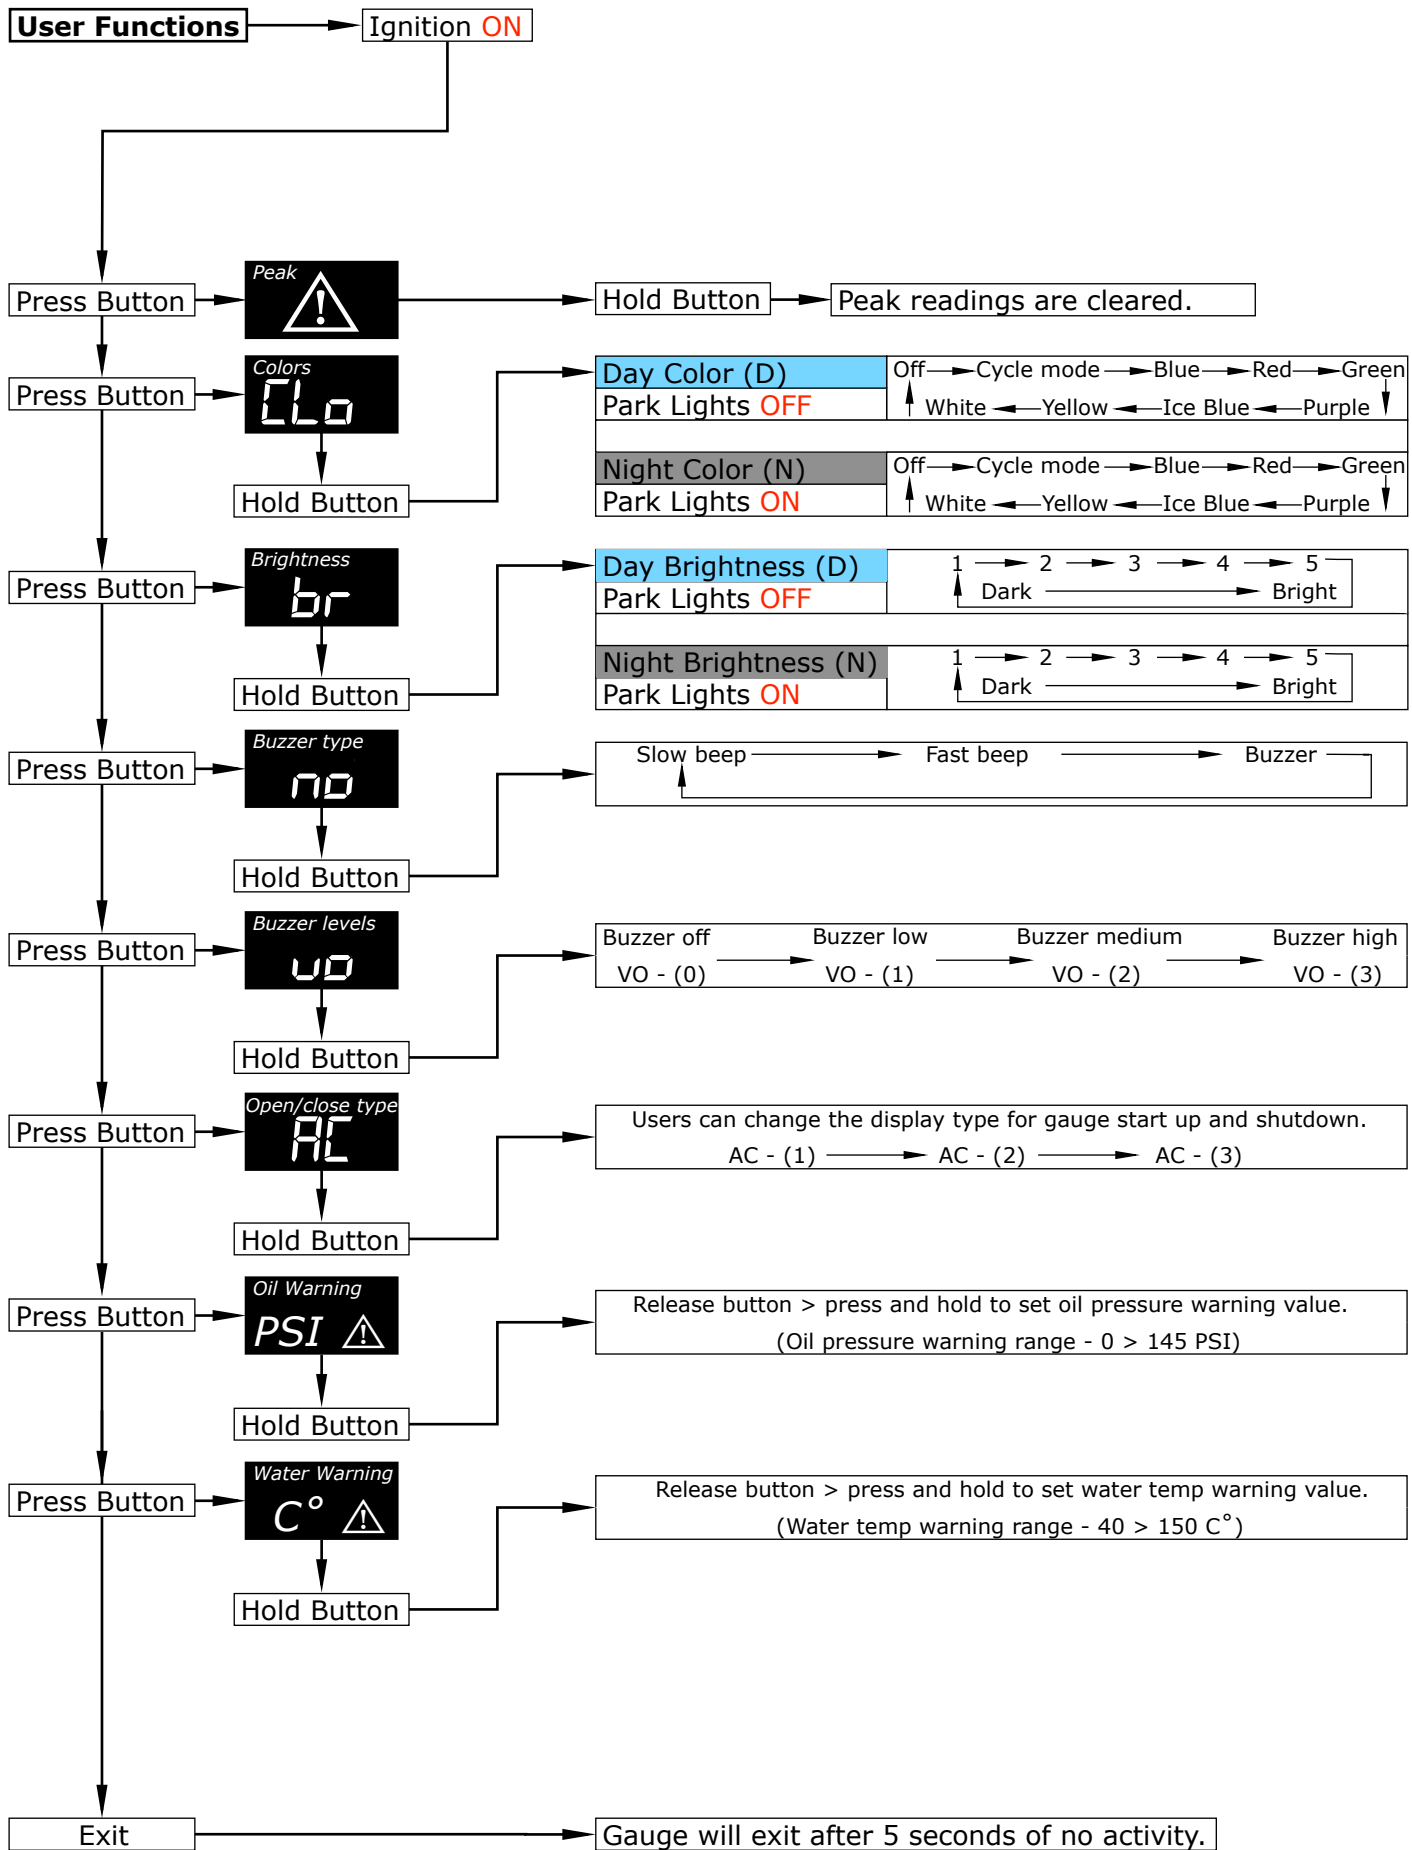 User Functions
Ignition ON
Press Button
Peak
Hold Button
Peak readings are cleared.
Press Button
Colors
CLo
Hold Button
Day Color (D)
Park Lights OFF
Off Cycle mode Blue Red Green
White Yellow Ice Blue Purple
Night Color (N)
Park Lights ON
Off Cycle mode Blue Red Green
White Yellow Ice Blue Purple
Press Button
Brightness
br
Hold Button
Day Brightness (D)
Park Lights OFF
1 2 3 4 5
Dark Bright
Night Brightness (N)
Park Lights ON
1 2 3 4 5
Dark Bright
Press Button
Buzzer type
no
Hold Button
Slow beep Fast beep Buzzer
Press Button
Buzzer levels
vo
Hold Button
Buzzer off Buzzer low Buzzer medium Buzzer high
VO - (0) VO - (1) VO - (2) VO - (3)
Press Button
Open/close type
AC
Hold Button
Users can change the display type for gauge start up and shutdown.
AC - (1) AC - (2) AC - (3)
Press Button
Oil Warning
PSI
Hold Button
Release button > press and hold to set oil pressure warning value.
(Oil pressure warning range - 0 > 145 PSI)
Press Button
Water Warning
C°
Hold Button
Release button > press and hold to set water temp warning value.
(Water temp warning range - 40 > 150 C°)
Exit
Gauge will exit after 5 seconds of no activity.